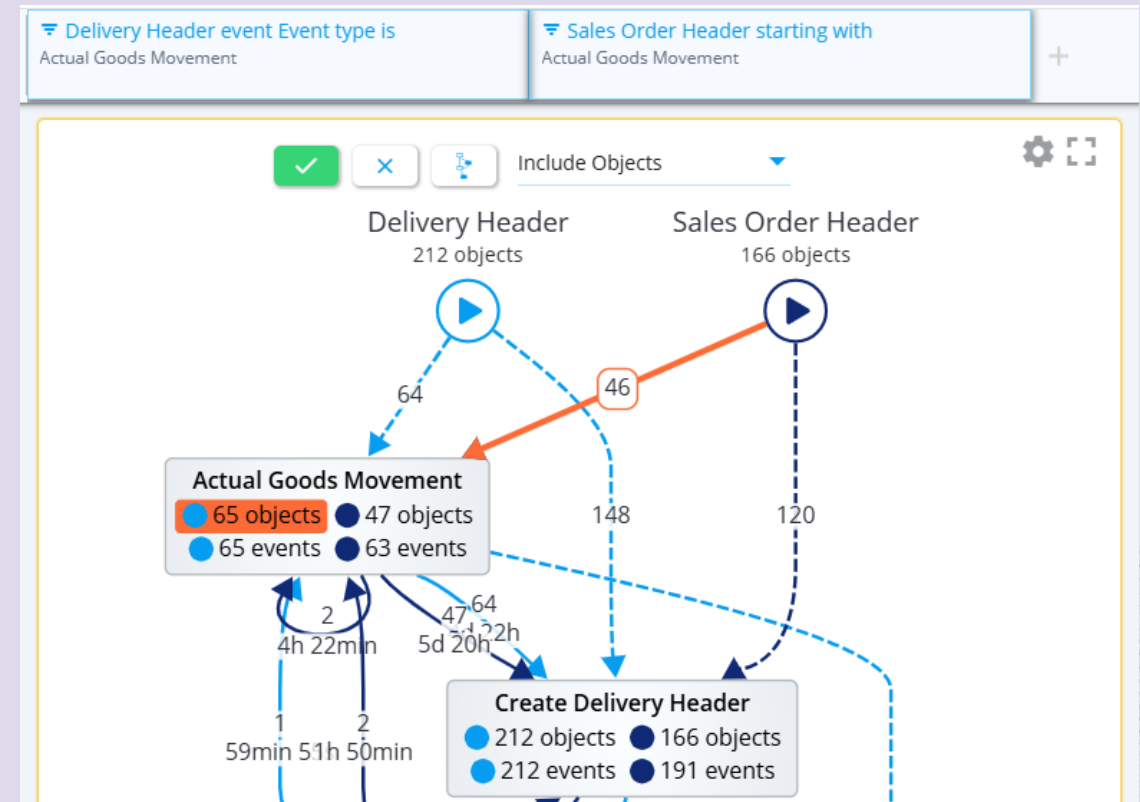 Delivery Header event Event type is
Actual Goods Movement
Sales Order Header starting with
Actual Goods Movement
Include Objects
Delivery Header
212 objects
Sales Order Header
166 objects
64
46
148
120
Actual Goods Movement
65 objects 47 objects
65 events 63 events
2
4h 22min
64
22h
47
5d 20h
1
59min
2
50min
Create Delivery Header
212 objects 166 objects
212 events 191 events